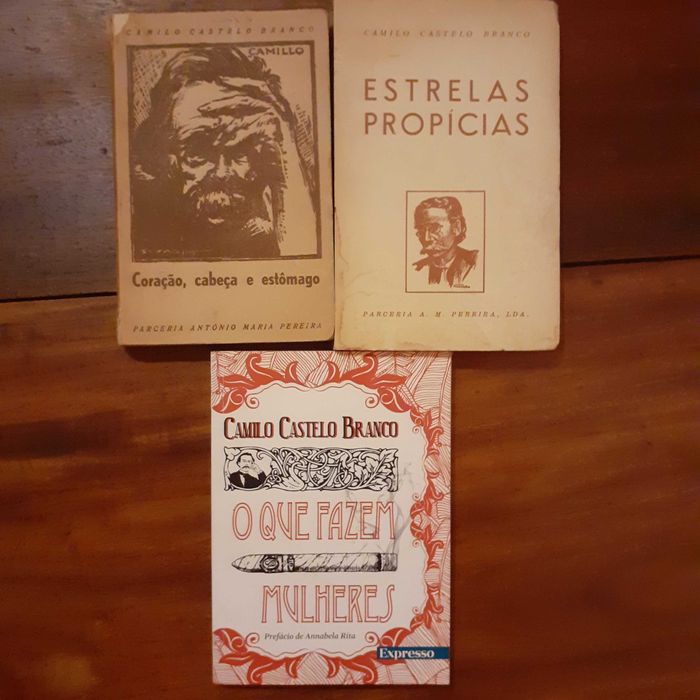 CAMILO CASTELO BRANCO
CAMILLO
Coração, cabeça e estômago
PARCERIA ANTÓNIO MARIA PEREIRA
CAMILO CASTELO BRANCO
ESTRELAS
PROPÍCIAS
PARCERIA A. M. PEREIRA, LDA.
CAMILO CASTELO BRANCO
O QUE FAZEM
MULHERES
Prefácio de Annabela Rita
Expresso